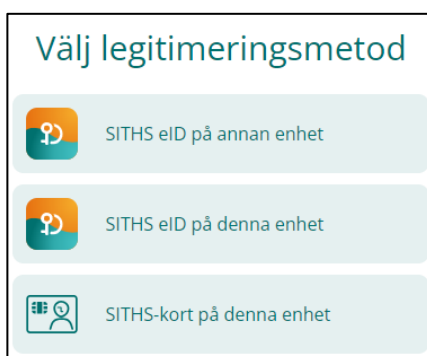 Välj legitimeringsmetod
SITHS eID på annan enhet
SITHS eID på denna enhet
SITHS-kort på denna enhet